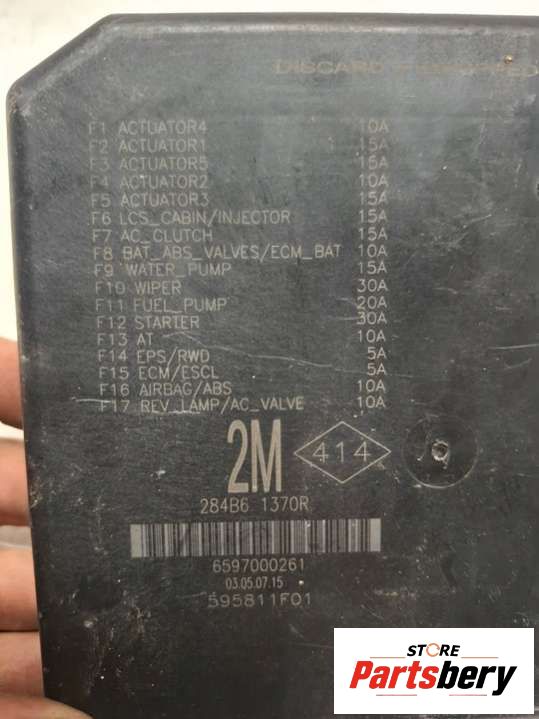 DISCARD
F1 ACTUATOR4 10A
F2 ACTUATOR1 15A
F3 ACTUATOR5 15A
F4 ACTUATOR2 10A
F5 ACTUATOR3 15A
F6 LCS_CABIN/INJECTOR 15A
F7 AC_CLUTCH 15A
F8 BAT_ABS_VALVES/ECM_BAT 10A
F9 WATER_PUMP 15A
F10 WIPER 30A
F11 FUEL_PUMP 20A
F12 STARTER 30A
F13 AT 10A
F14 EPS/RWD 5A
F15 ECM/ESCL 5A
F16 AIRBAG/ABS 10A
F17 REV_LAMP/AC_VALVE 10A
2M 414
284B6 1370R
6597000261
03.05.07.15
595811F01
STORE
Partsbery